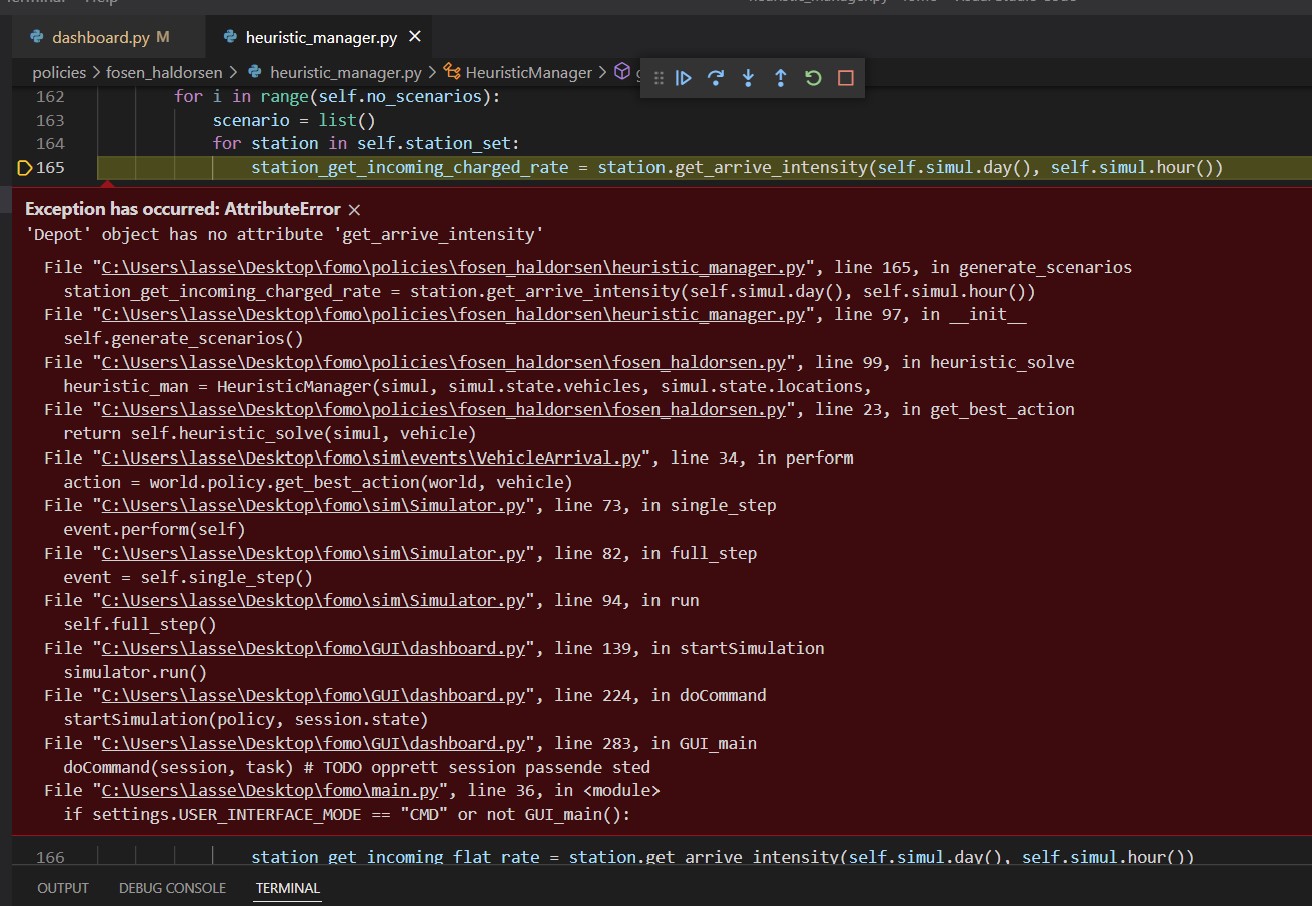 dashboard.py M
heuristic_manager.py
policies > fosen_haldorsen > heuristic_manager.py > HeuristicManager >
162 for i in range(self.no_scenarios):
163 scenario = list()
164 for station in self.station_set:
165 station_get_incoming_charged_rate = station.get_arrive_intensity(self.simul.day(), self.simul.hour())
Exception has occurred: AttributeError
'Depot' object has no attribute 'get_arrive_intensity'
File "C:\Users\lasse\Desktop\fomo\policies\fosen_haldorsen\heuristic_manager.py", line 165, in generate_scenarios
station_get_incoming_charged_rate = station.get_arrive_intensity(self.simul.day(), self.simul.hour())
File "C:\Users\lasse\Desktop\fomo\policies\fosen_haldorsen\heuristic_manager.py", line 97, in __init__
self.generate_scenarios()
File "C:\Users\lasse\Desktop\fomo\policies\fosen_haldorsen\fosen_haldorsen.py", line 99, in heuristic_solve
heuristic_man = HeuristicManager(simul, simul.state.vehicles, simul.state.locations,
File "C:\Users\lasse\Desktop\fomo\policies\fosen_haldorsen\fosen_haldorsen.py", line 23, in get_best_action
return self.heuristic_solve(simul, vehicle)
File "C:\Users\lasse\Desktop\fomo\sim\events\VehicleArrival.py", line 34, in perform
action = world.policy.get_best_action(world, vehicle)
File "C:\Users\lasse\Desktop\fomo\sim\Simulator.py", line 73, in single_step
event.perform(self)
File "C:\Users\lasse\Desktop\fomo\sim\Simulator.py", line 82, in full_step
event = self.single_step()
File "C:\Users\lasse\Desktop\fomo\sim\Simulator.py", line 94, in run
self.full_step()
File "C:\Users\lasse\Desktop\fomo\GUI\dashboard.py", line 139, in startSimulation
simulator.run()
File "C:\Users\lasse\Desktop\fomo\GUI\dashboard.py", line 224, in doCommand
startSimulation(policy, session.state)
File "C:\Users\lasse\Desktop\fomo\GUI\dashboard.py", line 283, in GUI_main
doCommand(session, task) # TODO opprett session passende sted
File "C:\Users\lasse\Desktop\fomo\main.py", line 36, in <module>
if settings.USER_INTERFACE_MODE == "CMD" or not GUI_main():
166 station_get_incoming_flat_rate = station.get_arrive_intensity(self.simul.day(), self.simul.hour())
OUTPUT DEBUG CONSOLE TERMINAL